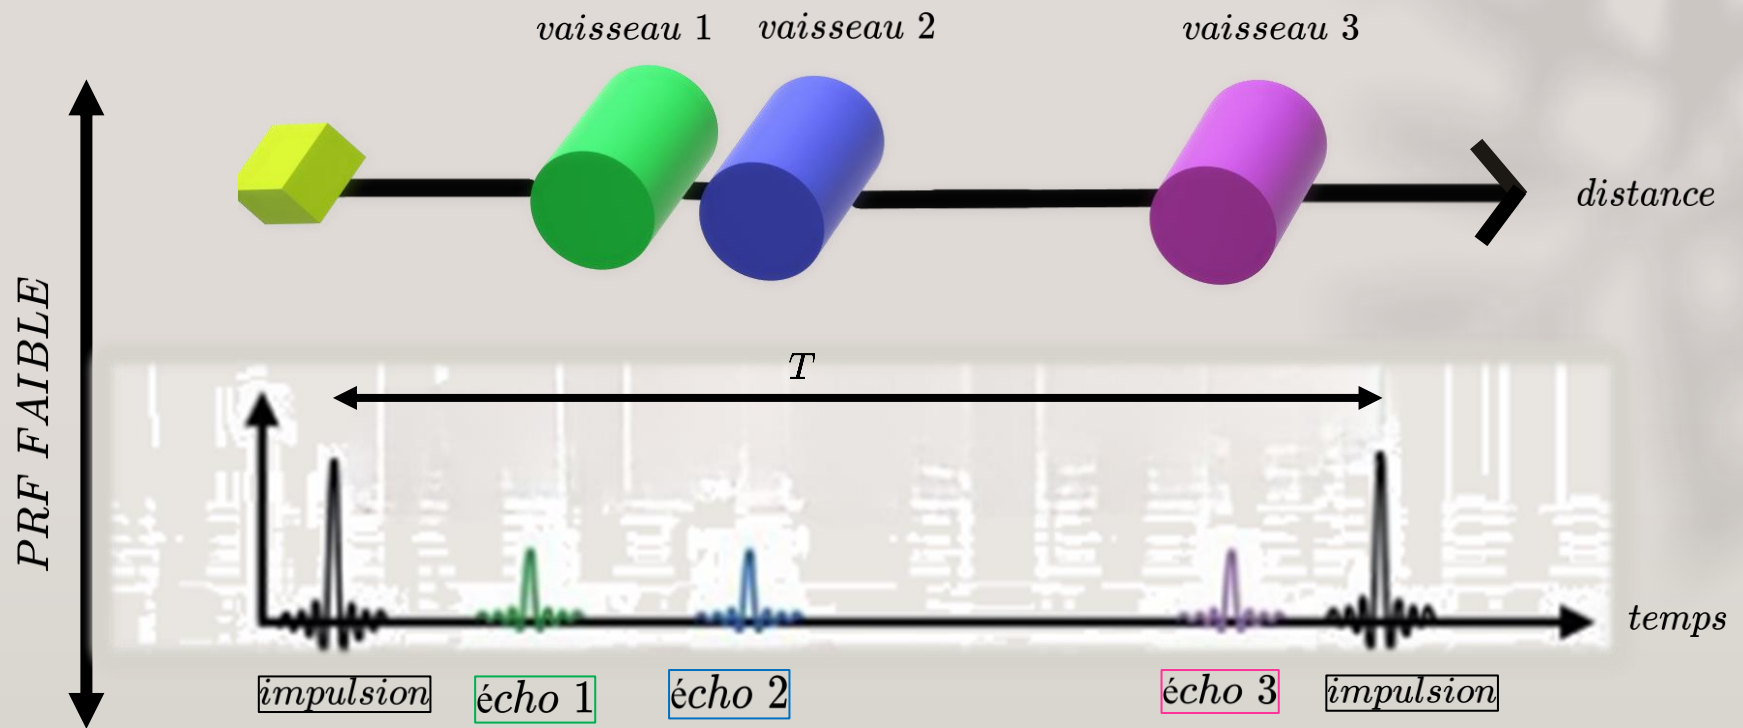 vaisseau 1
vaisseau 2
vaisseau 3
distance
PRF FAIBLE
T
temps
impulsion
écho 1
écho 2
écho 3
impulsion